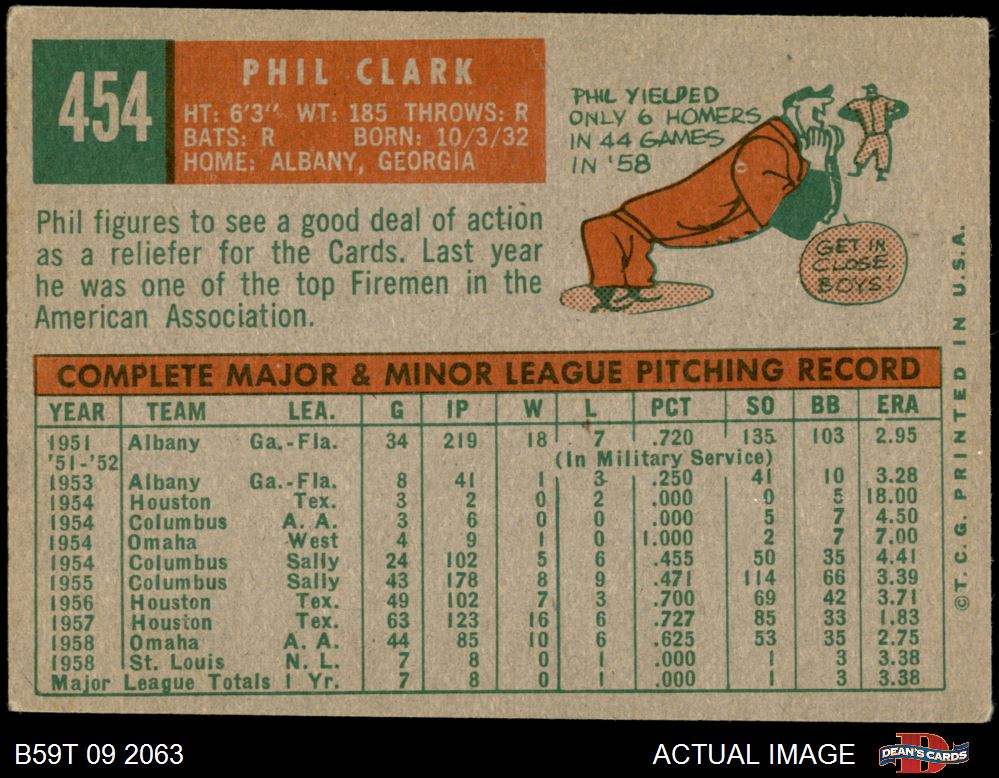 454
PHIL CLARK
HT: 6'3" WT: 185 THROWS: R
BATS: R BORN: 10/3/32
HOME: ALBANY, GEORGIA
PHIL YIELDED
ONLY 6 HOMERS
IN 44 GAMES
IN '58
GET IN
CLOSE,
BOYS
Phil figures to see a good deal of action
as a reliefer for the Cards. Last year
he was one of the top Firemen in the
American Association.
COMPLETE MAJOR & MINOR LEAGUE PITCHING RECORD
YEAR TEAM LEA. G IP W L PCT SO BB ERA
1951 Albany Ga.-Fla. 34 219 18 7 .720 135 103 2.95
'51-'52 (In Military Service)
1953 Albany Ga.-Fla. 8 41 1 3 .250 41 10 3.28
1954 Houston Tex. 3 2 0 2 .000 0 5 18.00
1954 Columbus A. A. 3 6 0 0 .000 5 7 4.50
1954 Omaha West 4 9 1 0 1.000 2 7 7.00
1954 Columbus Sally 24 102 5 6 .455 50 35 4.41
1955 Columbus Sally 43 178 8 9 .471 114 66 3.39
1956 Houston Tex. 49 102 7 3 .700 69 42 3.71
1957 Houston Tex. 63 123 16 6 .727 85 33 1.83
1958 Omaha A. A. 44 85 10 6 .625 53 35 2.75
1958 St. Louis N. L. 7 8 0 1 .000 1 3 3.38
Major League Totals 1 Yr. 7 8 0 1 .000 1 3 3.38
©T. C. G. PRINTED IN U.S.A.
B59T 09 2063
ACTUAL IMAGE
DEAN'S CARDS